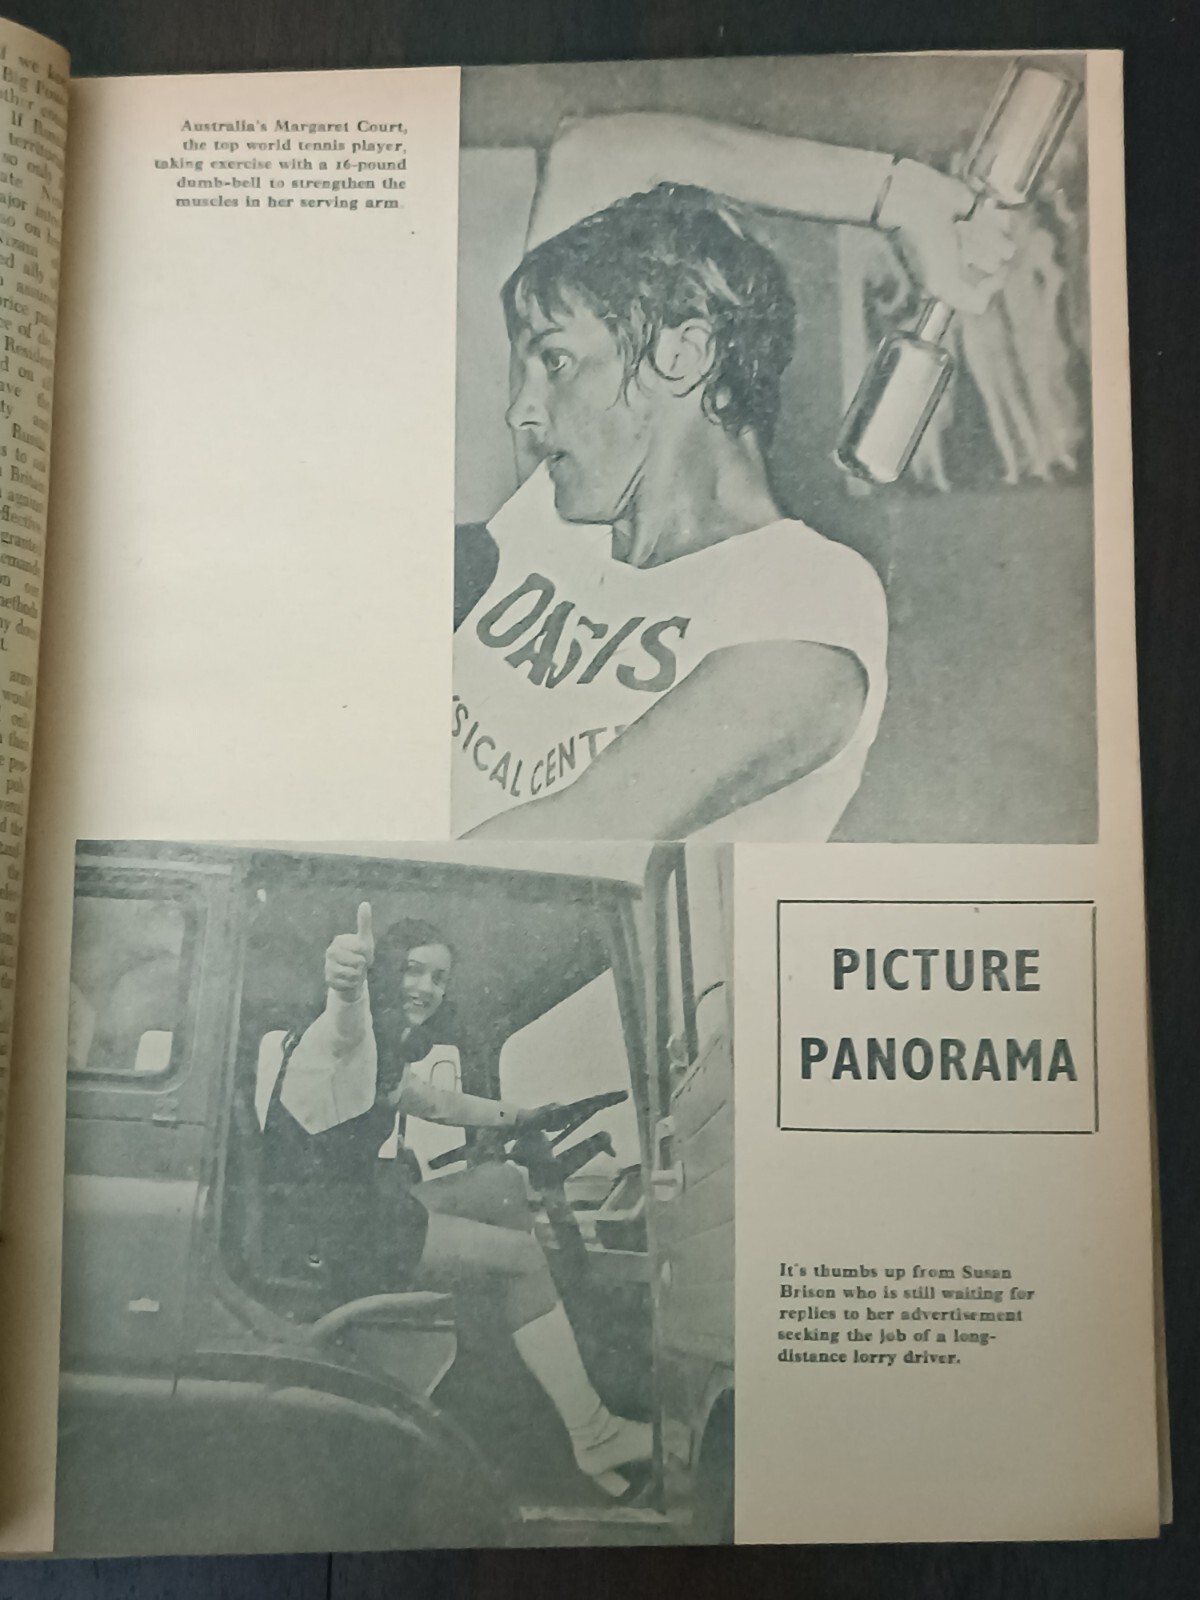 Australia's Margaret Court,
the top world tennis player,
taking exercise with a 16-pound
dumb-bell to strengthen the
muscles in her serving arm.
OASIS
SICAL CENT
PICTURE
PANORAMA
It's thumbs up from Susan
Brison who is still waiting for
replies to her advertisement
seeking the job of a long-
distance lorry driver.